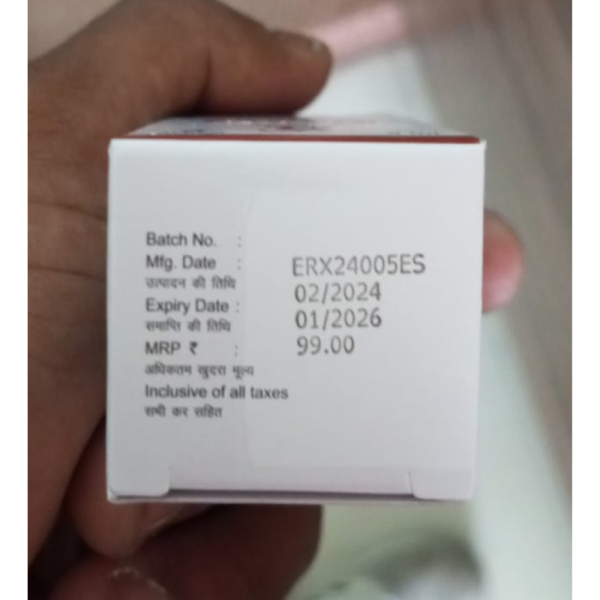 Batch No. :
Mfg. Date : ERX24005ES
उत्पादन की तिथि 02/2024
Expiry Date : 01/2026
समाप्ति की तिथि
MRP ₹ : 99.00
अधिकतम खुदरा मूल्य
Inclusive of all taxes
सभी कर सहित